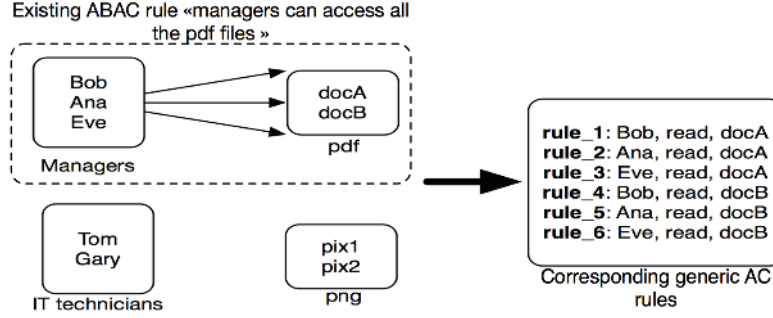 Existing ABAC rule «managers can access all
the pdf files »
Bob
Ana
Eve
Managers
docA
docB
pdf
Tom
Gary
IT technicians
pix1
pix2
png
rule_1: Bob, read, docA
rule_2: Ana, read, docA
rule_3: Eve, read, docA
rule_4: Bob, read, docB
rule_5: Ana, read, docB
rule_6: Eve, read, docB
Corresponding generic AC
rules